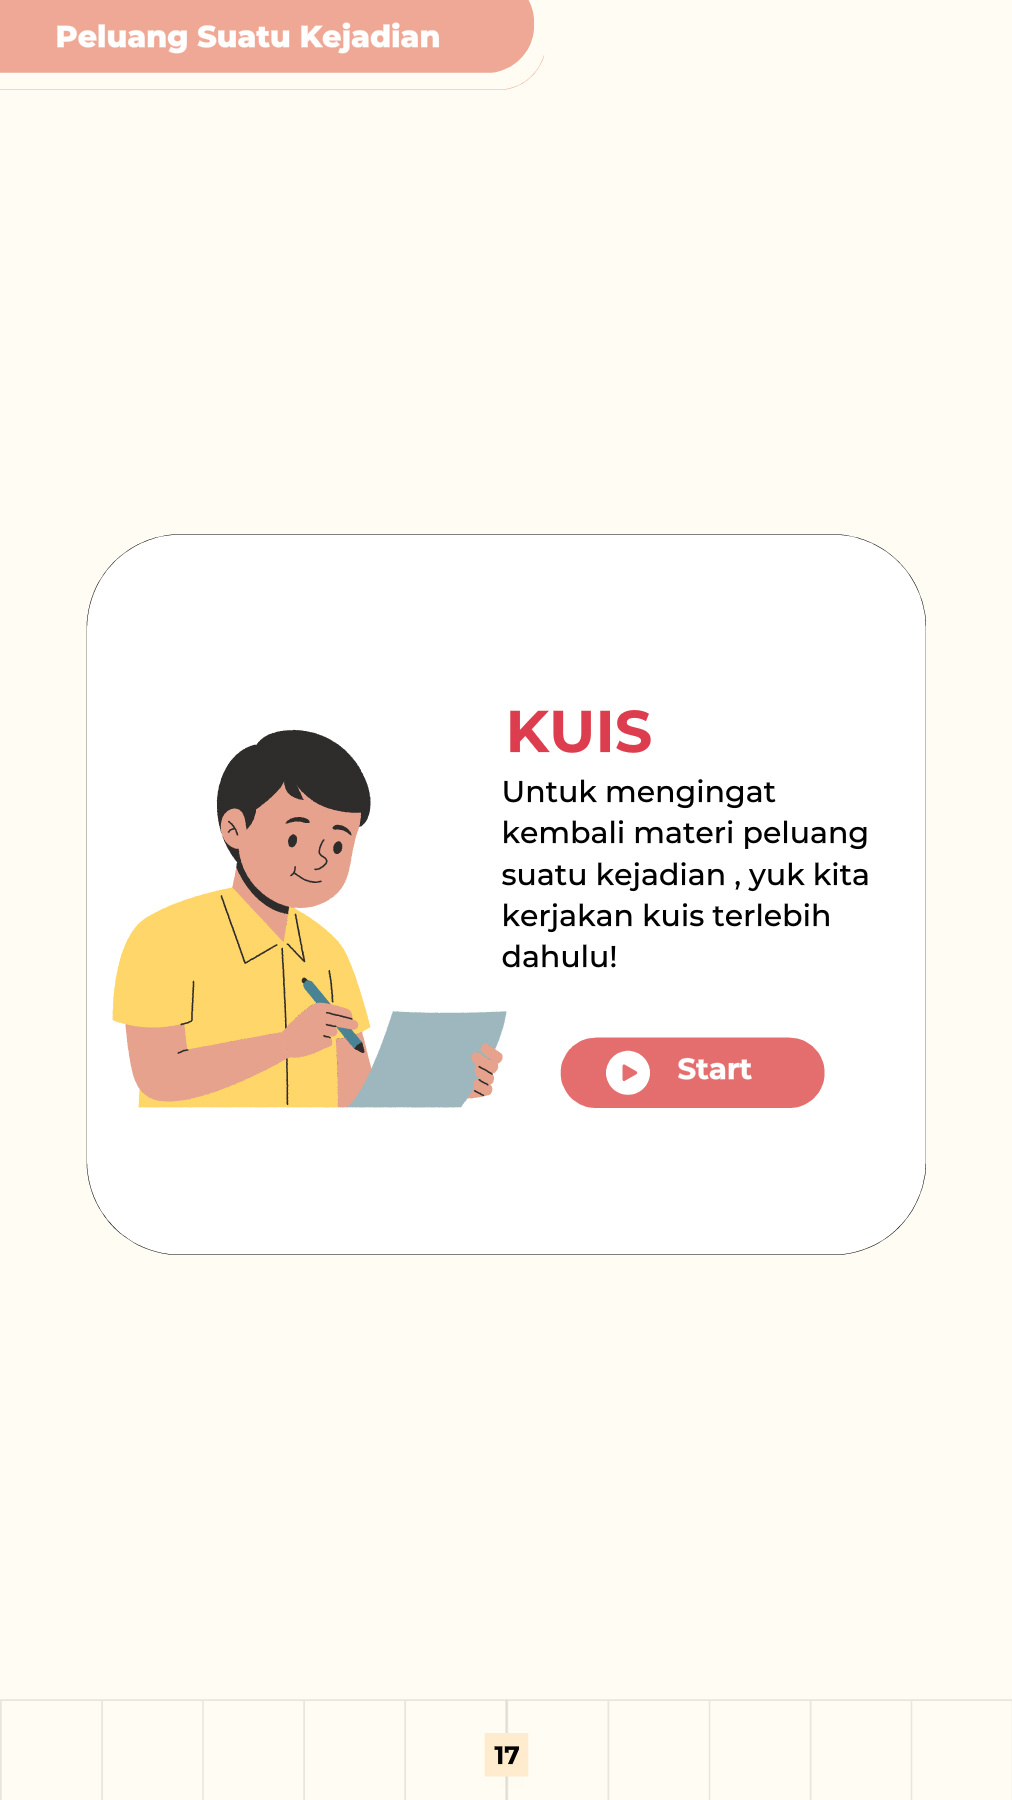 Peluang Suatu Kejadian
KUIS
Untuk mengingat
kembali materi peluang
suatu kejadian , yuk kita
kerjakan kuis terlebih
dahulu!
Start
17